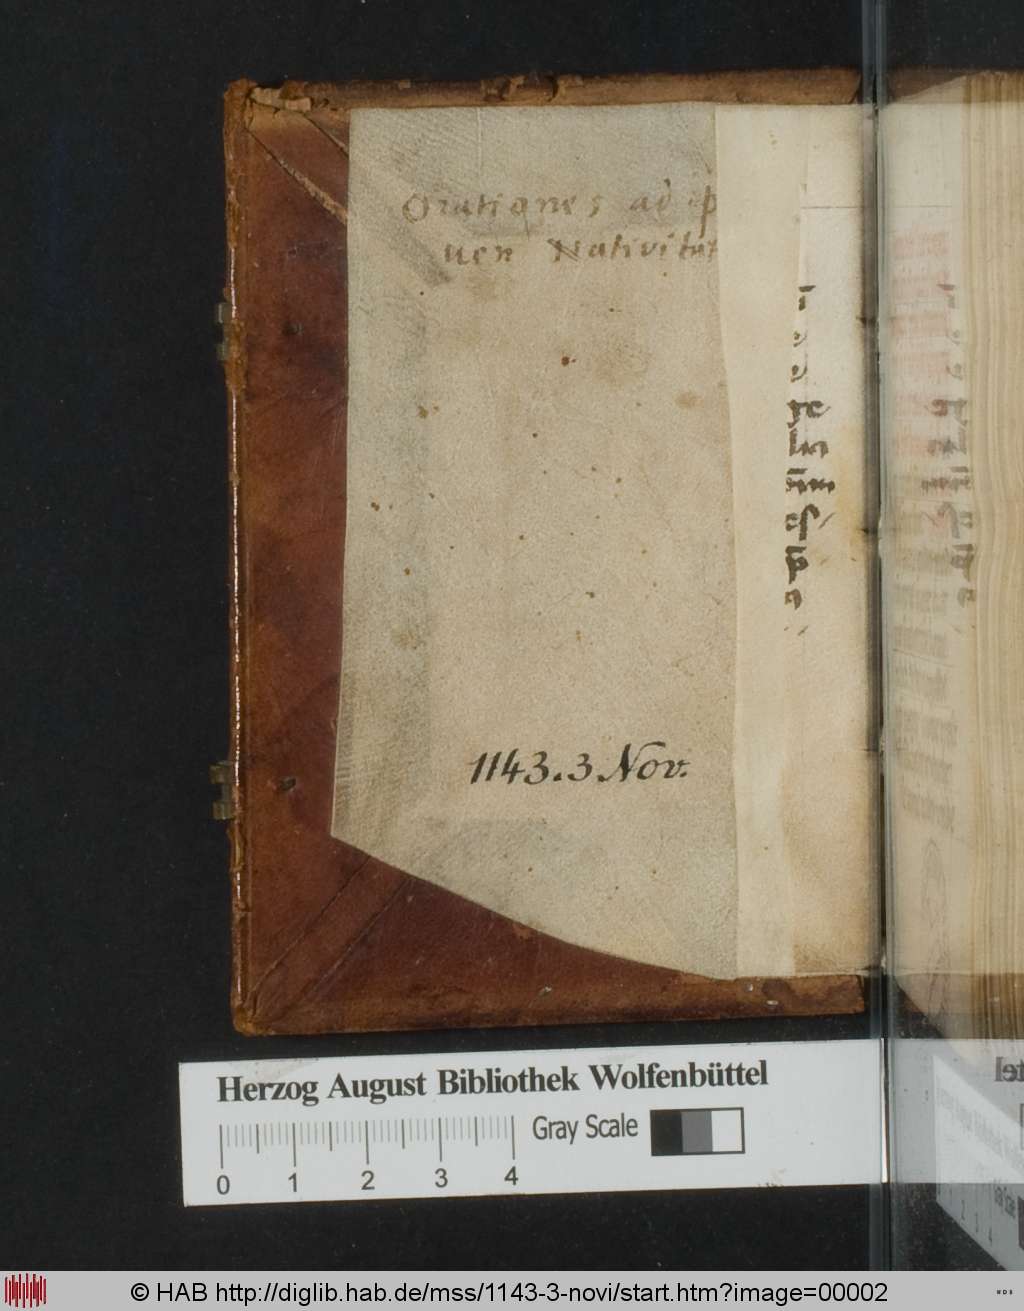 Orationes ad
uen Nativitat
1143.3 Nov.
Herzog August Bibliothek Wolfenbüttel
Gray Scale
0 1 2 3 4
© HAB http://diglib.hab.de/mss/1143-3-novi/start.htm?image=00002